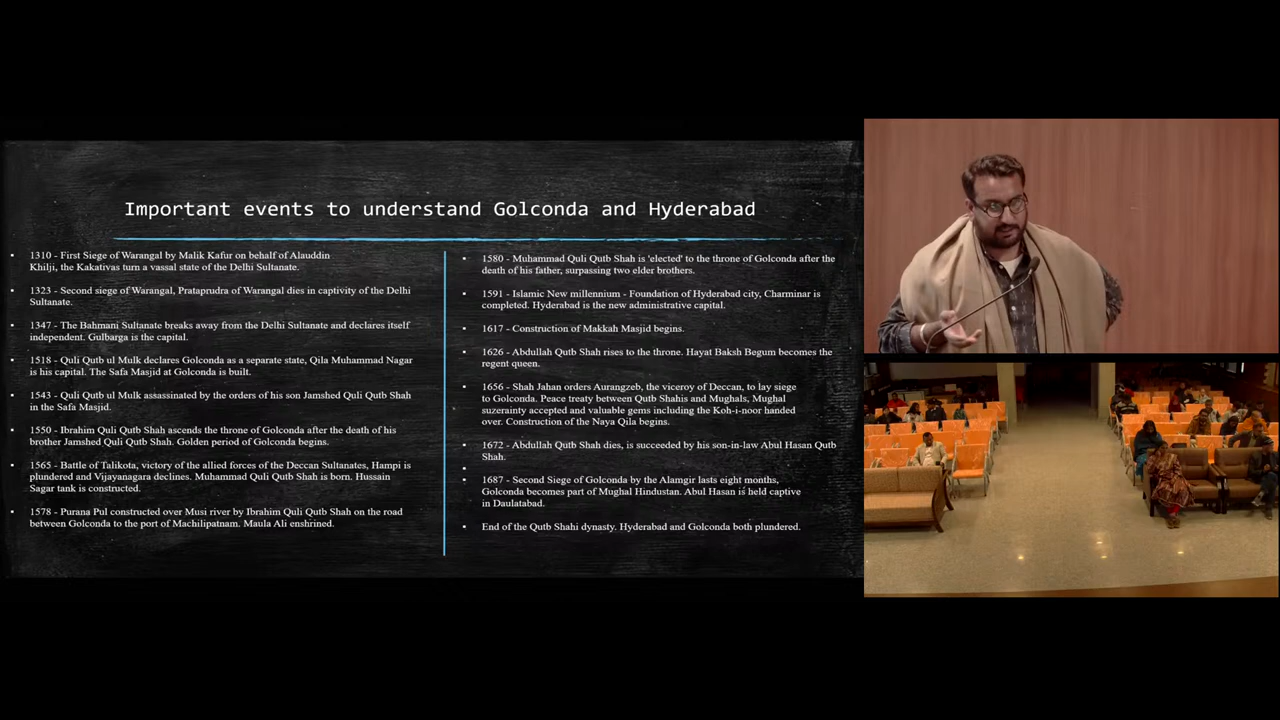 Important events to understand Golconda and Hyderabad
▪ 1310 - First Siege of Warangal by Malik Kafur on behalf of Alauddin
Khilji, the Kakativas turn a vassal state of the Delhi Sultanate.
▪ 1323 - Second siege of Warangal, Prataprudra of Warangal dies in captivity of the Delhi
Sultanate.
▪ 1347 - The Bahmani Sultanate breaks away from the Delhi Sultanate and declares itself
independent. Gulbarga is the capital.
▪ 1518 - Quli Qutb ul Mulk declares Golconda as a separate state, Qila Muhammad Nagar
is his capital. The Safa Masjid at Golconda is built.
▪ 1543 - Quli Qutb ul Mulk assassinated by the orders of his son Jamshed Quli Qutb Shah
in the Safa Masjid.
▪ 1550 - Ibrahim Quli Qutb Shah ascends the throne of Golconda after the death of his
brother Jamshed Quli Qutb Shah. Golden period of Golconda begins.
▪ 1565 - Battle of Talikota, victory of the allied forces of the Deccan Sultanates, Hampi is
plundered and Vijayanagara declines. Muhammad Quli Qutb Shah is born. Hussain
Sagar tank is constructed.
▪ 1578 - Purana Pul constructed over Musi river by Ibrahim Quli Qutb Shah on the road
between Golconda to the port of Machilipatnam. Maula Ali enshrined.
▪ 1580 - Muhammad Quli Qutb Shah is 'elected' to the throne of Golconda after the
death of his father, surpassing two elder brothers.
▪ 1591 - Islamic New millennium - Foundation of Hyderabad city, Charminar is
completed. Hyderabad is the new administrative capital.
▪ 1617 - Construction of Makkah Masjid begins.
▪ 1626 - Abdullah Qutb Shah rises to the throne. Hayat Baksh Begum becomes the
regent queen.
▪ 1656 - Shah Jahan orders Aurangzeb, the viceroy of Deccan, to lay siege
to Golconda. Peace treaty between Qutb Shahis and Mughals, Mughal
suzerainty accepted and valuable gems including the Koh-i-noor handed
over. Construction of the Naya Qila begins.
▪ 1672 - Abdullah Qutb Shah dies, is succeeded by his son-in-law Abul Hasan Qutb
Shah.
▪
▪ 1687 - Second Siege of Golconda by the Alamgir lasts eight months,
Golconda becomes part of Mughal Hindustan. Abul Hasan is held captive
in Daulatabad.
▪ End of the Qutb Shahi dynasty. Hyderabad and Golconda both plundered.